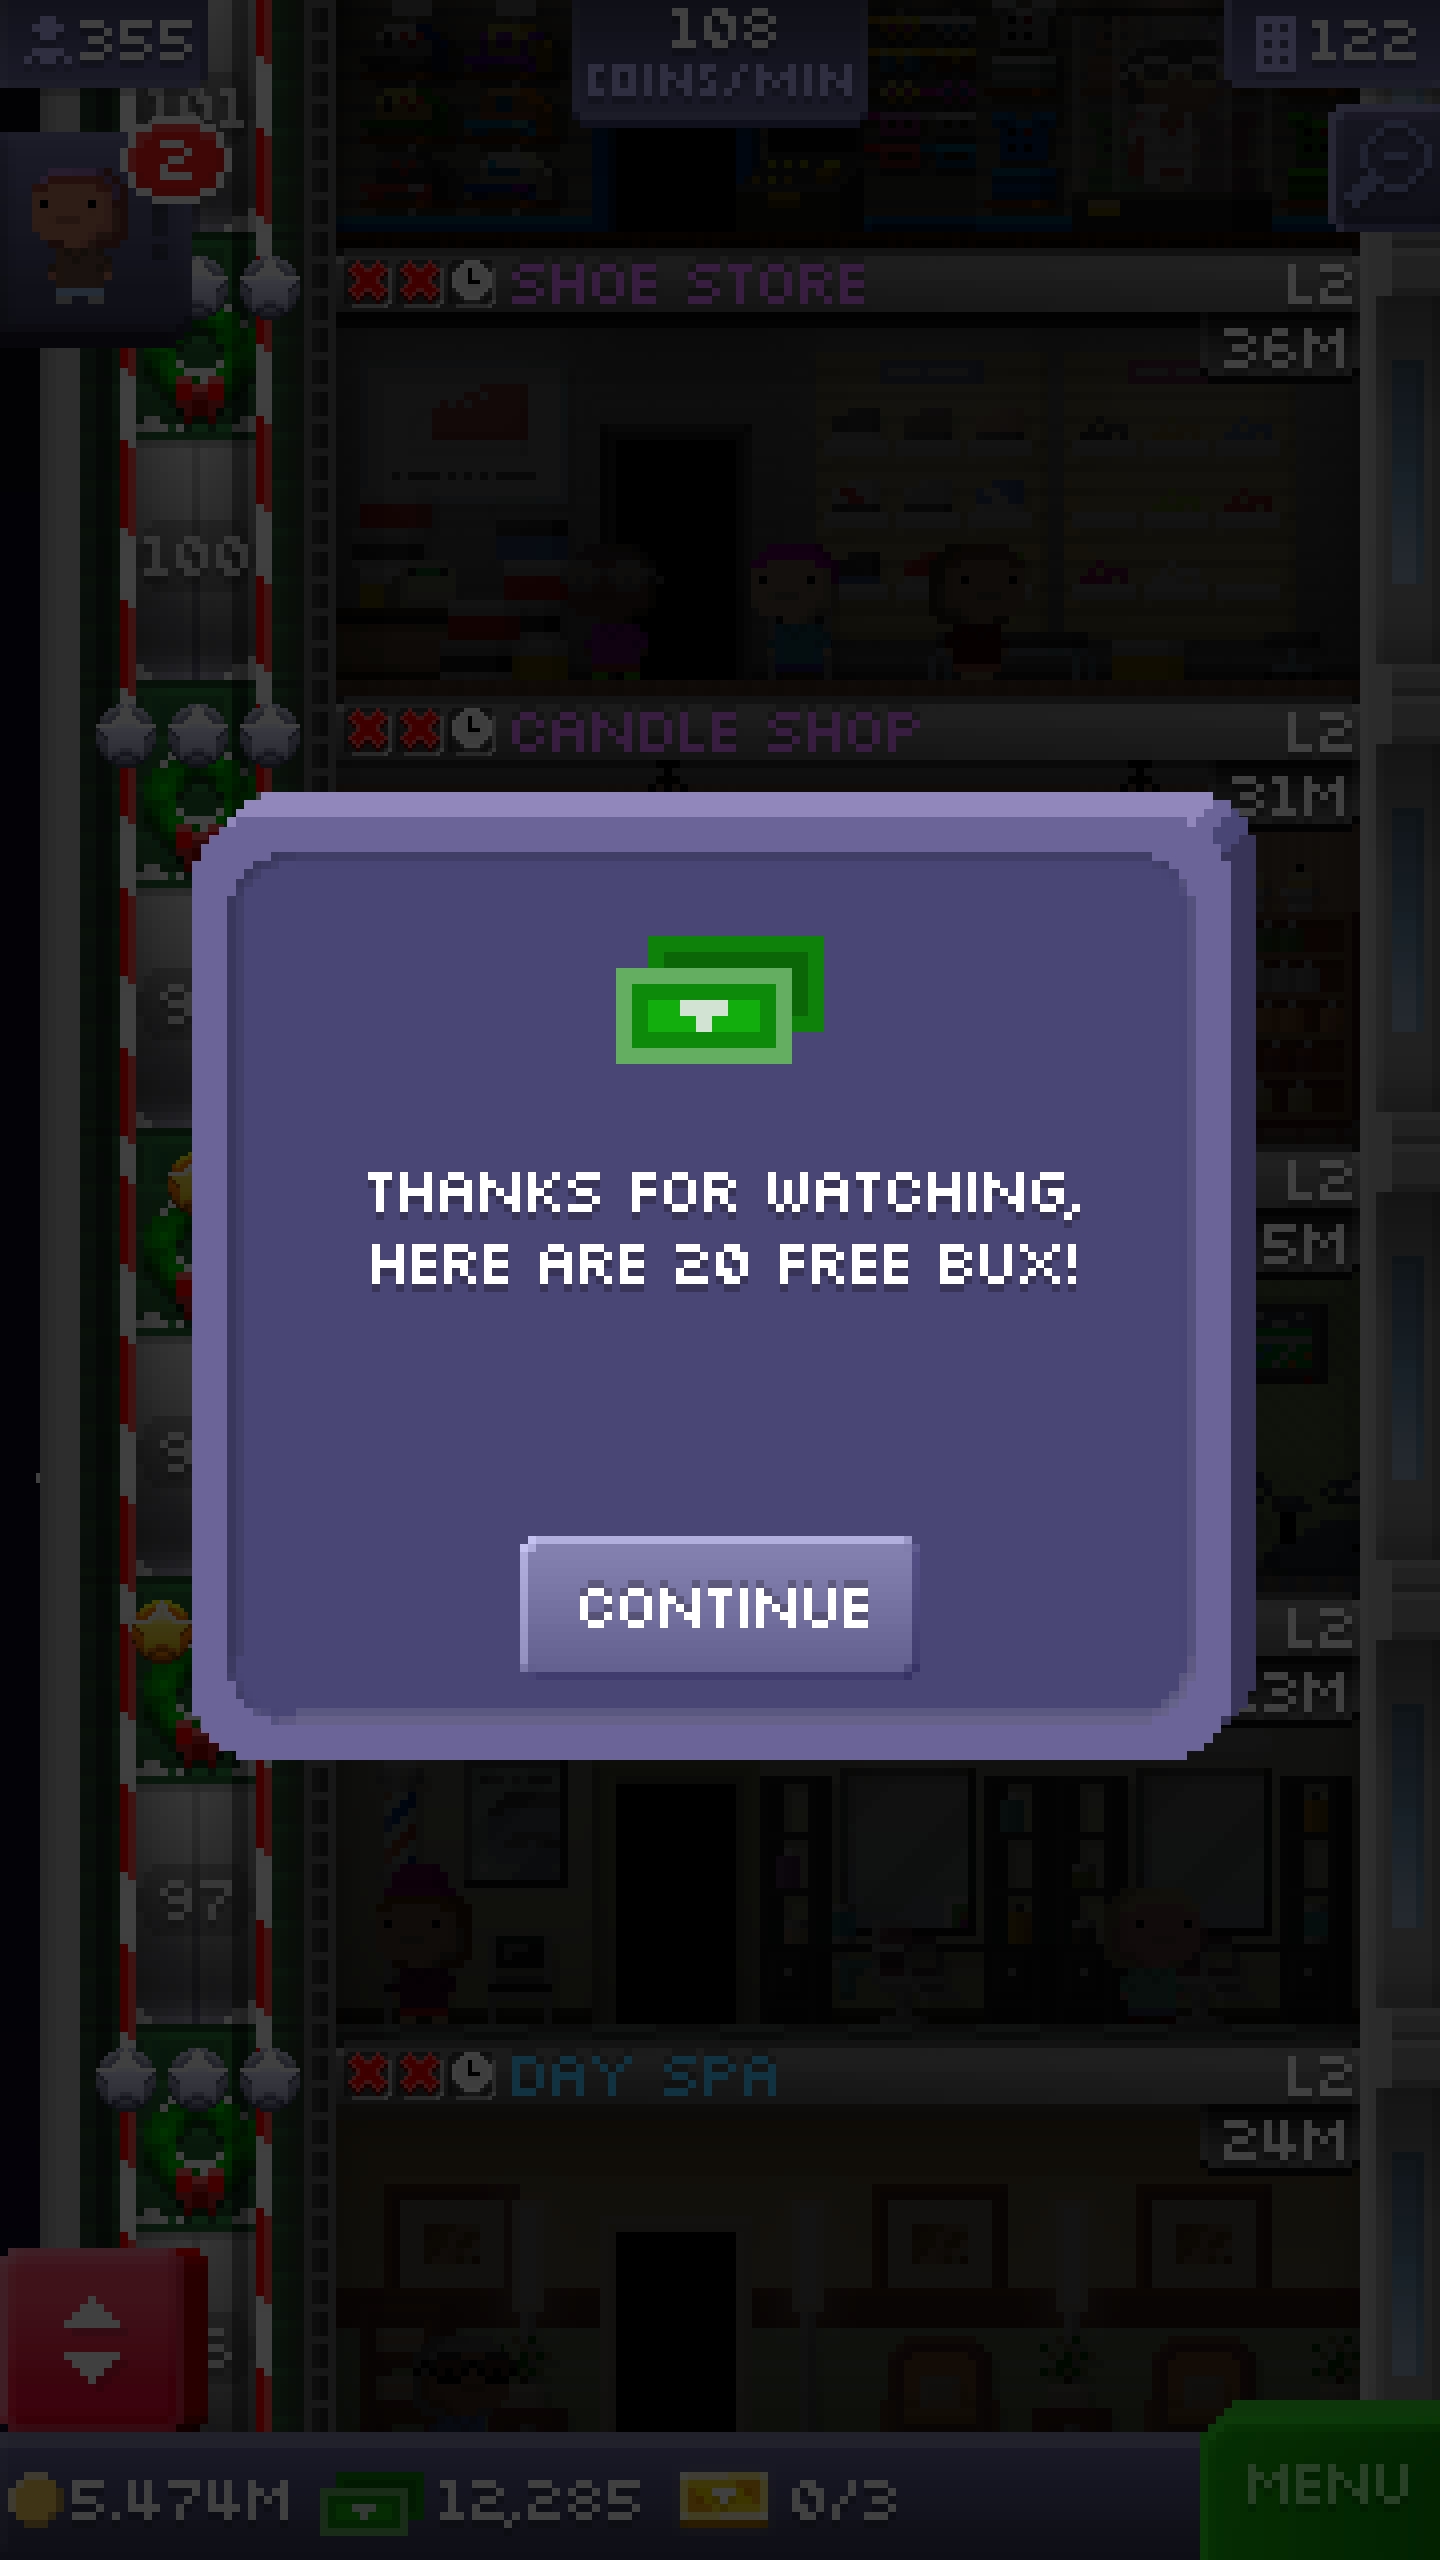 355
108
COINS/MIN
122
101
2
SHOE STORE
L2
36M
100
CANDLE SHOP
L2
31M
THANKS FOR WATCHING,
HERE ARE 20 FREE BUX!
L2
5M
CONTINUE
L2
97
DAY SPA
L2
24M
5.474M
12,285
0/3
MENU